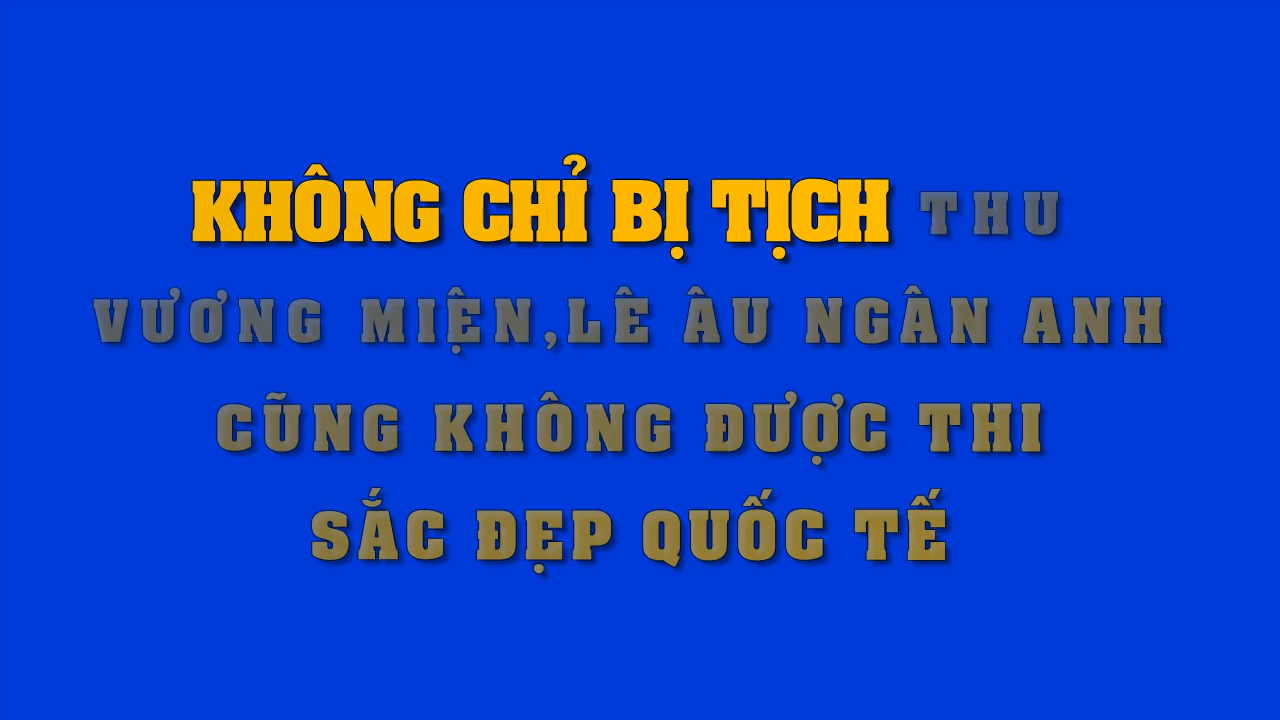 KHÔNG CHỈ BỊ TỊCH THU
VƯƠNG MIỆN,LÊ ÂU NGÂN ANH
CŨNG KHÔNG ĐƯỢC THI
SẮC ĐẸP QUỐC TẾ